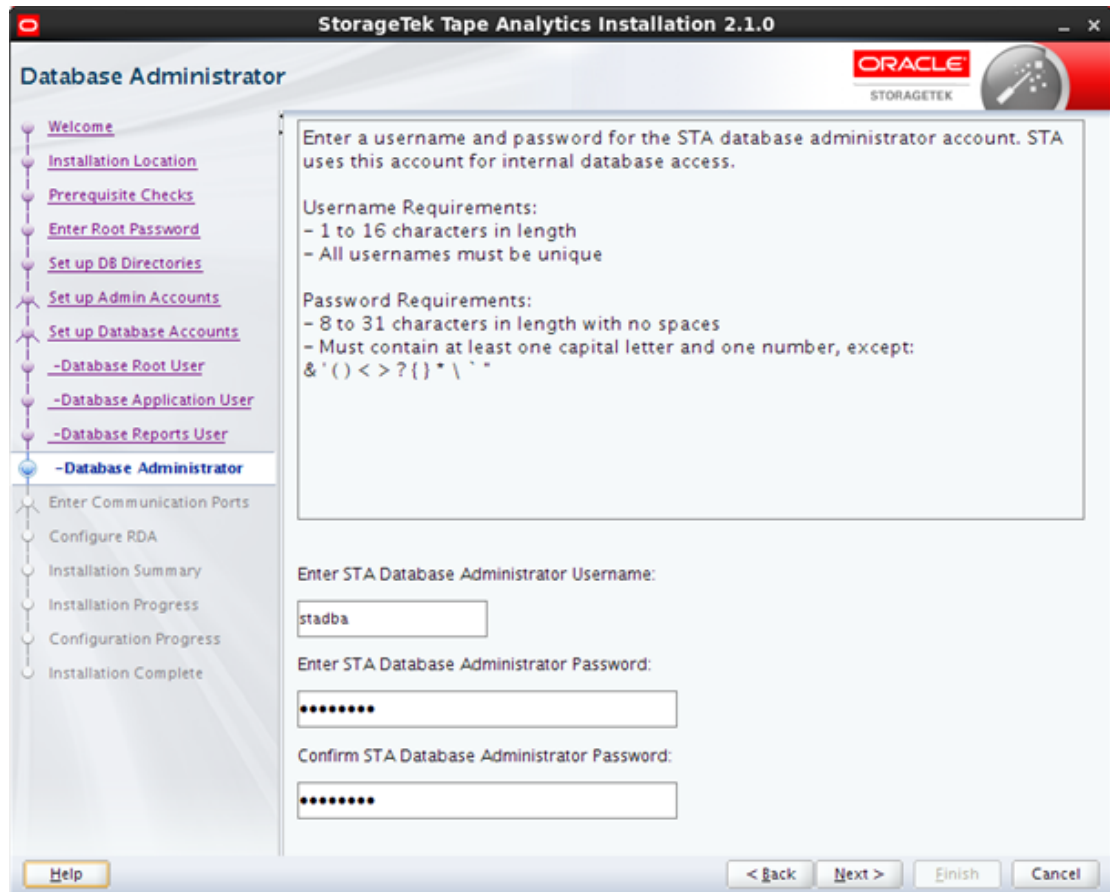 StorageTek Tape Analytics Installation 2.1.0
Database Administrator
ORACLE
STORAGETEK
Welcome
Installation Location
Prerequisite Checks
Enter Root Password
Set up DB Directories
Set up Admin Accounts
Set up Database Accounts
-Database Root User
-Database Application User
-Database Reports User
-Database Administrator
Enter Communication Ports
Configure RDA
Installation Summary
Installation Progress
Configuration Progress
Installation Complete
Enter a username and password for the STA database administrator account. STA
uses this account for internal database access.
Username Requirements:
- 1 to 16 characters in length
- All usernames must be unique
Password Requirements:
- 8 to 31 characters in length with no spaces
- Must contain at least one capital letter and one number, except:
& ' ( ) < > ? { } * \ ` "
Enter STA Database Administrator Username:
stadba
Enter STA Database Administrator Password:
••••••••
Confirm STA Database Administrator Password:
••••••••
Help
< Back
Next >
Finish
Cancel